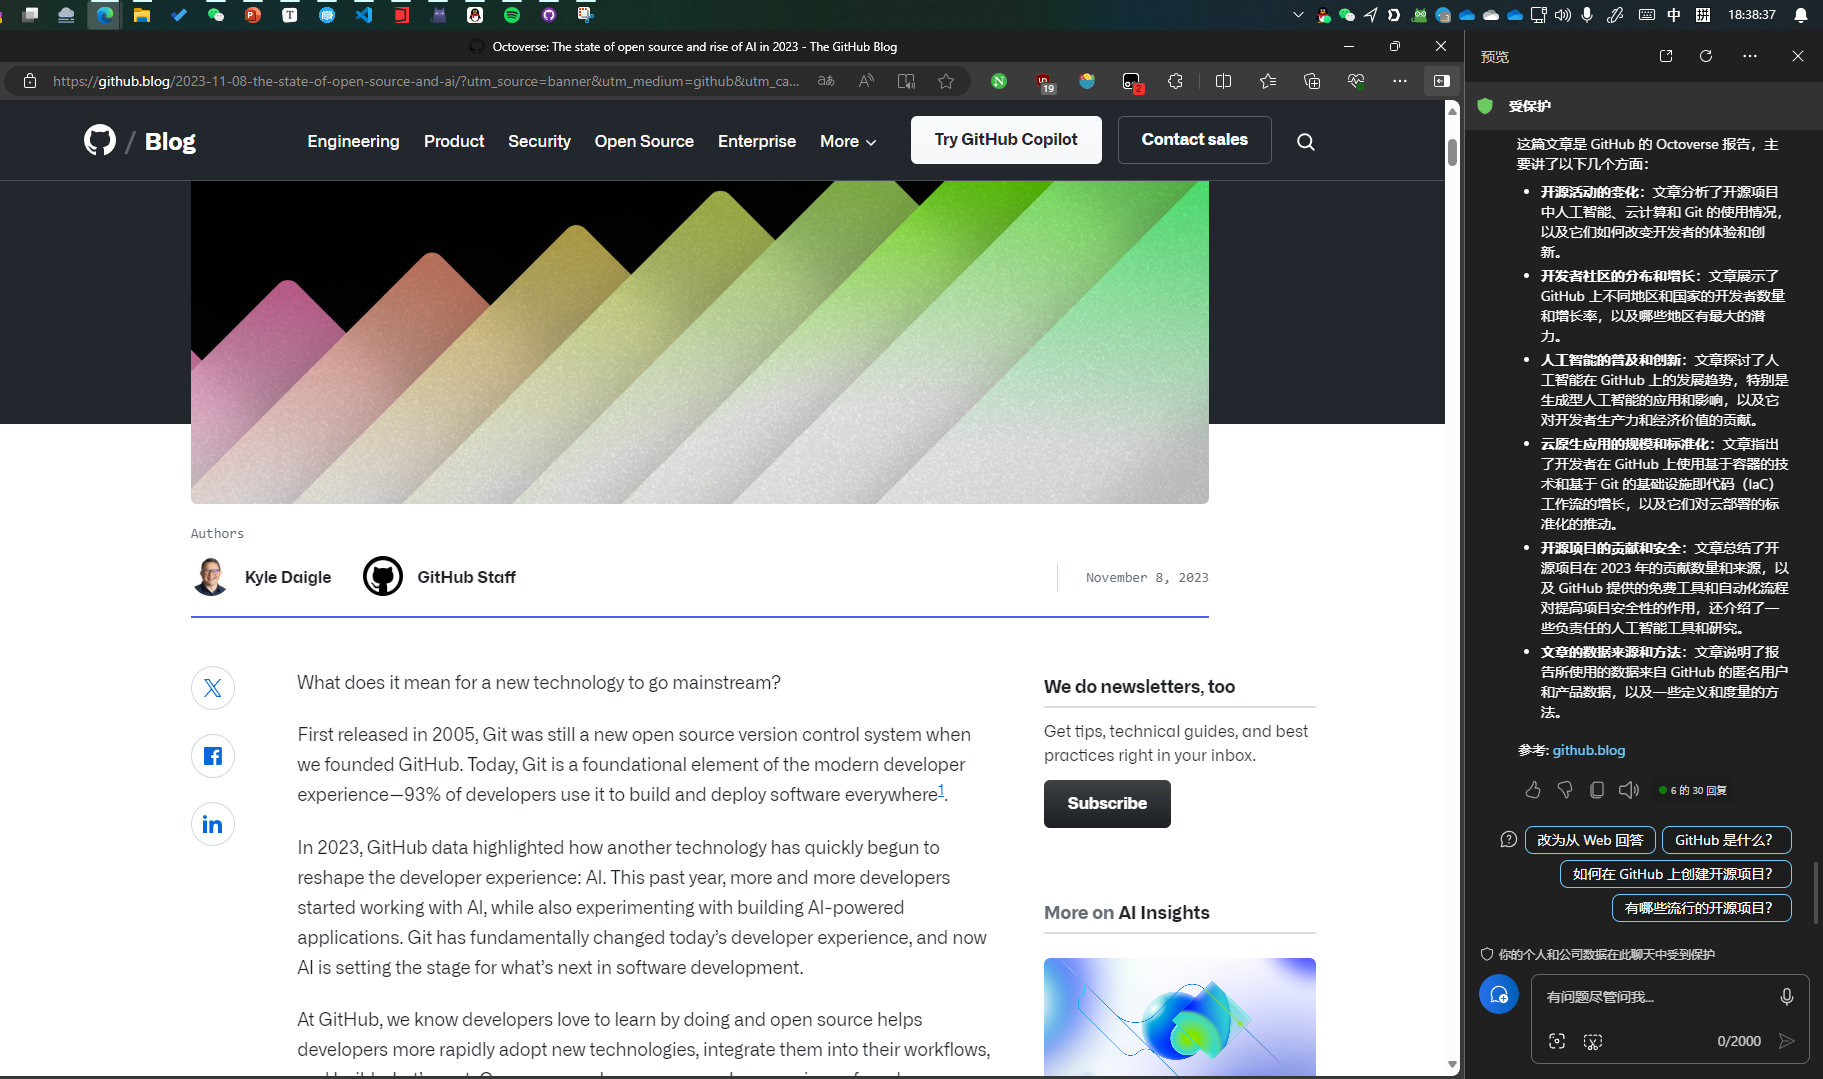 18:38:37
Octoverse: The state of open source and rise of AI in 2023 - The GitHub Blog
https://github.blog/2023-11-08-the-state-of-open-source-and-ai/?utm_source=banner&utm_medium=github&utm_ca...
19
2
Blog
Engineering Product Security Open Source Enterprise More
Try GitHub Copilot
Contact sales
Authors
Kyle Daigle
GitHub Staff
November 8, 2023
What does it mean for a new technology to go mainstream?
First released in 2005, Git was still a new open source version control system when
we founded GitHub. Today, Git is a foundational element of the modern developer
experience—93% of developers use it to build and deploy software everywhere1.
In 2023, GitHub data highlighted how another technology has quickly begun to
reshape the developer experience: AI. This past year, more and more developers
started working with AI, while also experimenting with building AI-powered
applications. Git has fundamentally changed today’s developer experience, and now
AI is setting the stage for what’s next in software development.
At GitHub, we know developers love to learn by doing and open source helps
developers more rapidly adopt new technologies, integrate them into their workflows,
We do newsletters, too
Get tips, technical guides, and best
practices right in your inbox.
Subscribe
More on AI Insights
预览
受保护
这篇文章是 GitHub 的 Octoverse 报告，主
要讲了以下几个方面：
• 开源活动的变化：文章分析了开源项目
中人工智能、云计算和 Git 的使用情况，
以及它们如何改变开发者的体验和创
新。
• 开发者社区的分布和增长：文章展示了
GitHub 上不同地区和国家的开发者数量
和增长率，以及哪些地区有最大的潜
力。
• 人工智能的普及和创新：文章探讨了人
工智能在 GitHub 上的发展趋势，特别是
生成型人工智能的应用和影响，以及它
对开发者生产力和经济价值的贡献。
• 云原生应用的规模和标准化：文章指出
了开发者在 GitHub 上使用基于容器的技
术和基于 Git 的基础设施即代码（IaC）
工作流的增长，以及它们对云部署的标
准化的推动。
• 开源项目的贡献和安全：文章总结了开
源项目在 2023 年的贡献数量和来源，以
及 GitHub 提供的免费工具和自动化流程
对提高项目安全性的作用，还介绍了一
些负责任的人工智能工具和研究。
• 文章的数据来源和方法：文章说明了报
告所使用的数据来自 GitHub 的匿名用户
和产品数据，以及一些定义和度量的方
法。
参考: github.blog
6 的 30 回复
改为从 Web 回答
GitHub 是什么？
如何在 GitHub 上创建开源项目？
有哪些流行的开源项目？
你的个人和公司数据在此聊天中受到保护
有问题尽管问我...
0/2000